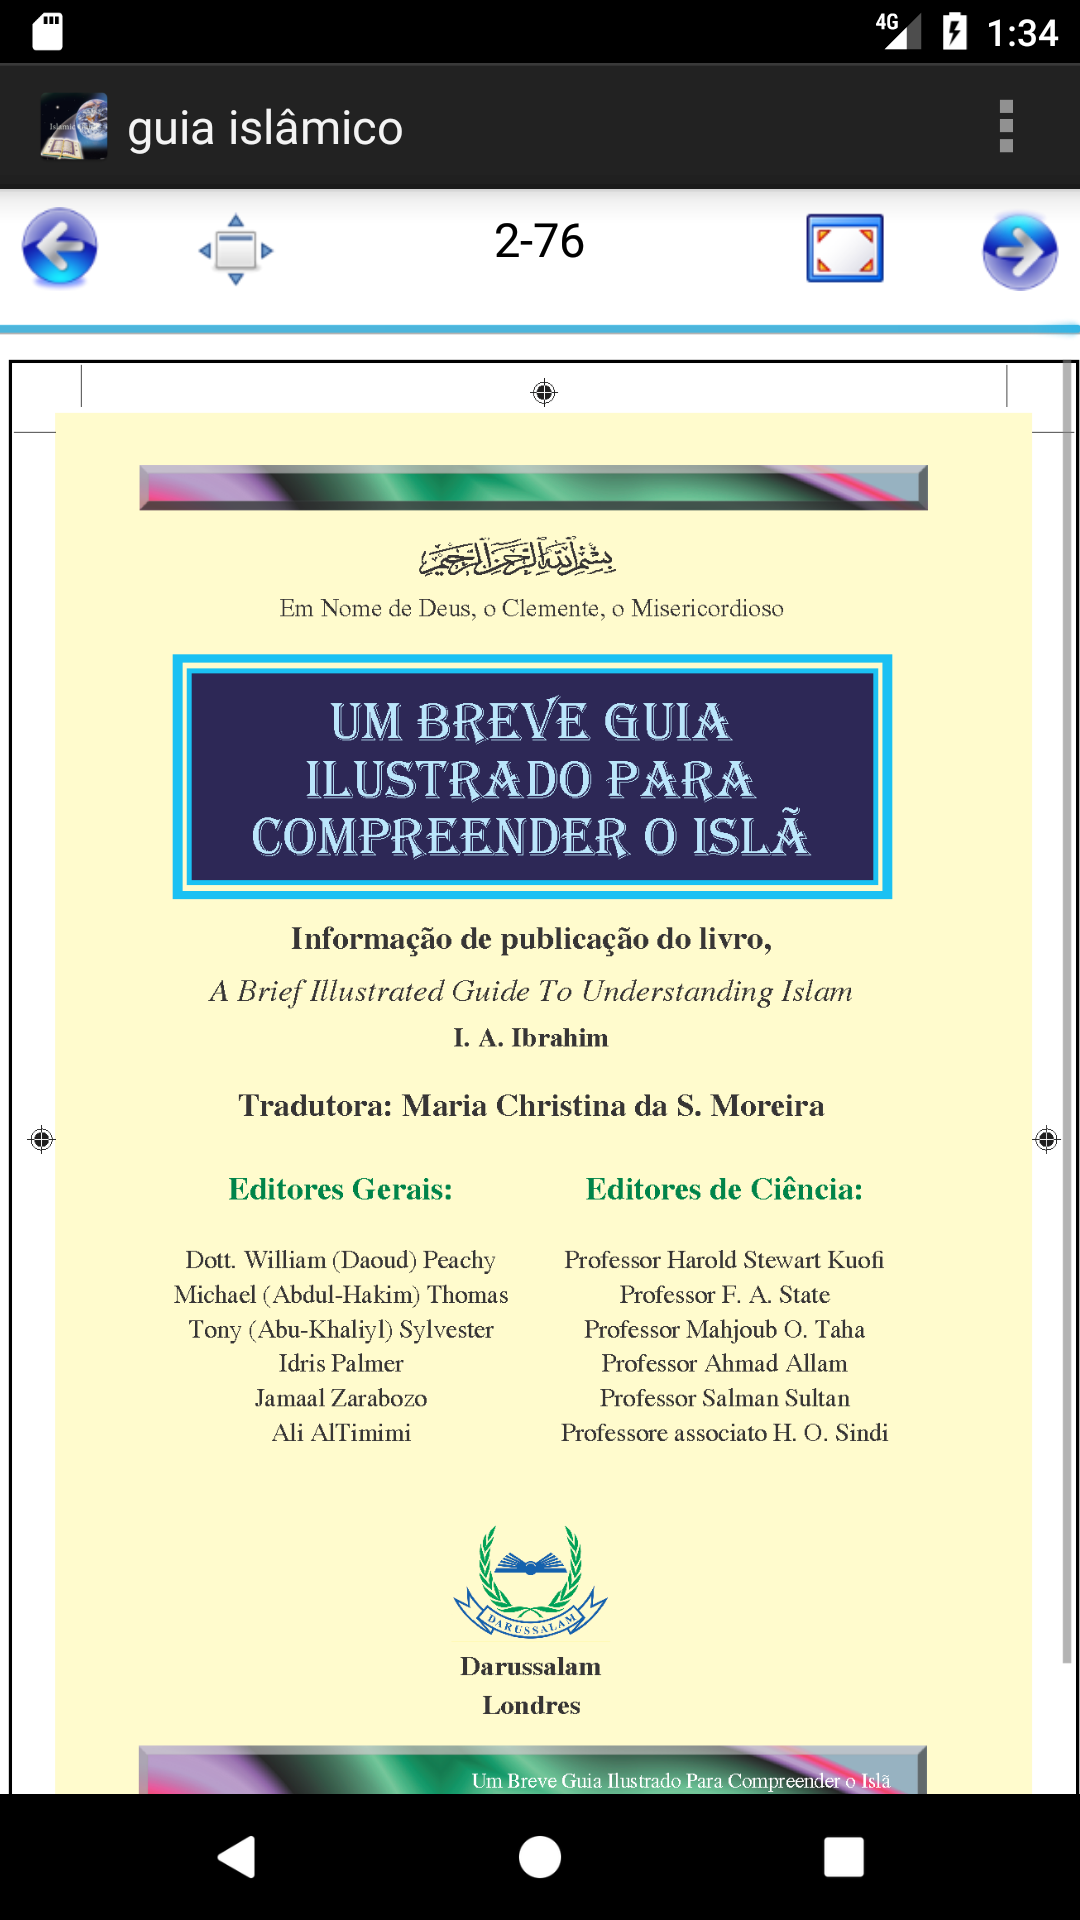 4G 1:34
guia islâmico
2-76
بسم الله الرحمن الرحيم
Em Nome de Deus, o Clemente, o Misericordioso
UM BREVE GUIA
ILUSTRADO PARA
COMPREENDER O ISLÃ
Informação de publicação do livro,
A Brief Illustrated Guide To Understanding Islam
I. A. Ibrahim
Tradutora: Maria Christina da S. Moreira
Editores Gerais:
Dott. William (Daoud) Peachy
Michael (Abdul-Hakim) Thomas
Tony (Abu-Khaliyl) Sylvester
Idris Palmer
Jamaal Zarabozo
Ali AlTimimi
Editores de Ciência:
Professor Harold Stewart Kuofi
Professor F. A. State
Professor Mahjoub O. Taha
Professor Ahmad Allam
Professor Salman Sultan
Professore associato H. O. Sindi
DARUSSALAM
Darussalam
Londres
Um Breve Guia Ilustrado Para Compreender o Islã